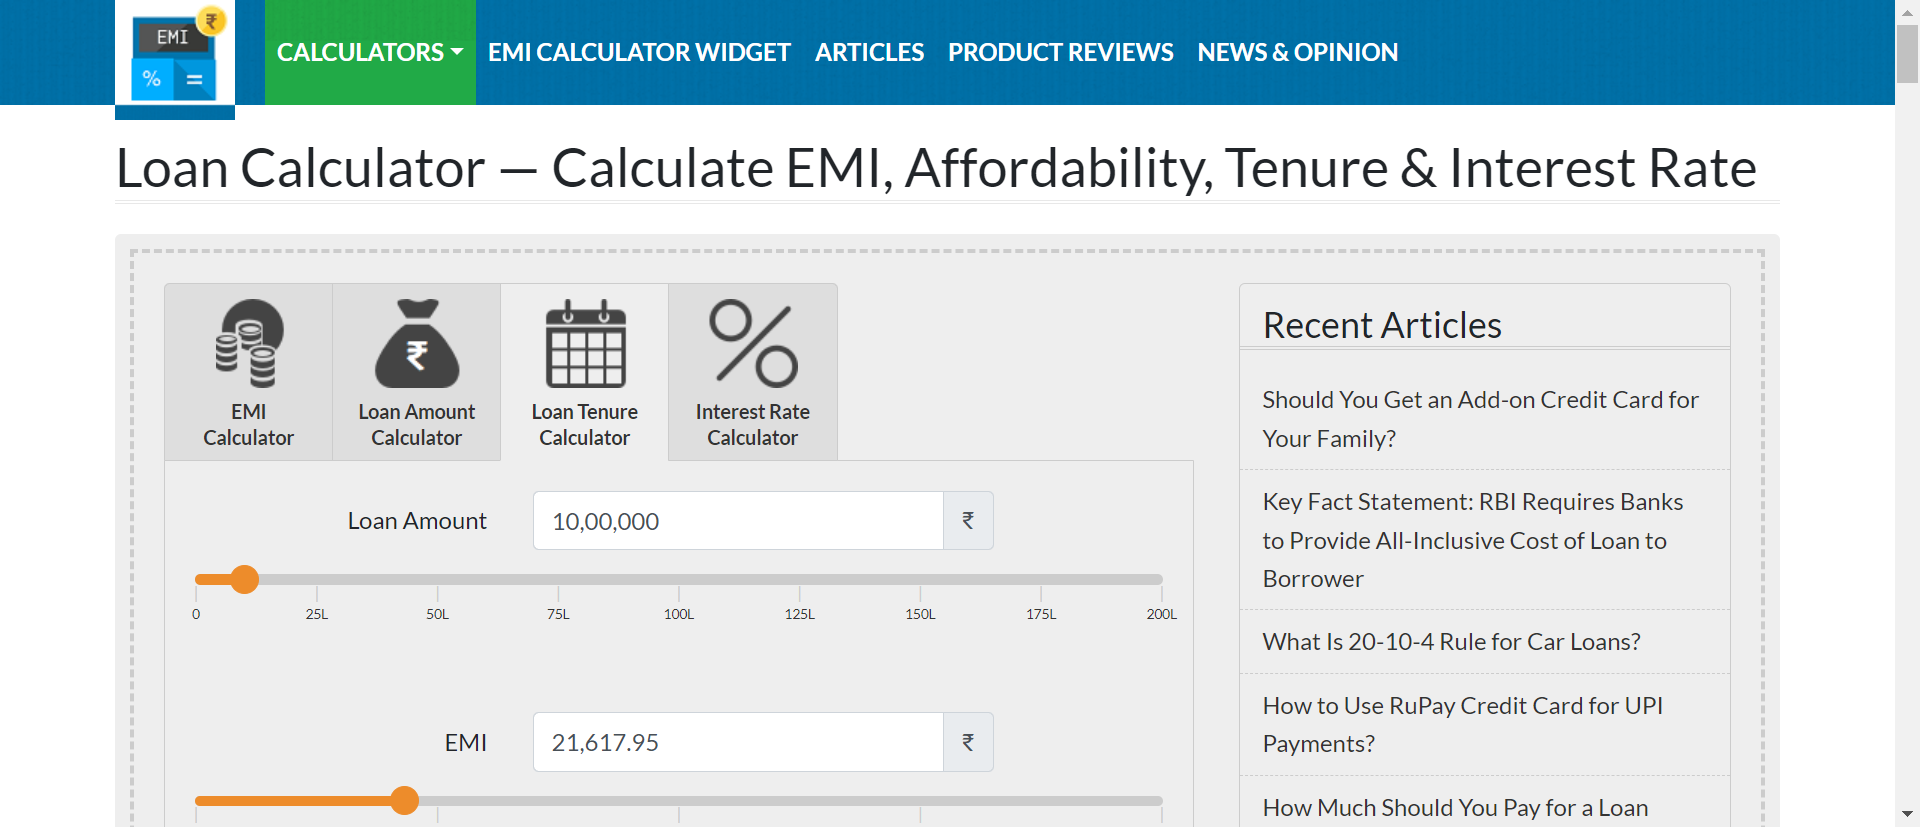 EMI ₹
% =
CALCULATORS EMI CALCULATOR WIDGET ARTICLES PRODUCT REVIEWS NEWS & OPINION
Loan Calculator — Calculate EMI, Affordability, Tenure & Interest Rate
₹
EMI
Calculator
Loan Amount
Calculator
Loan Tenure
Calculator
Interest Rate
Calculator
Loan Amount 10,00,000 ₹
0 25L 50L 75L 100L 125L 150L 175L 200L
EMI 21,617.95 ₹
Recent Articles
Should You Get an Add-on Credit Card for
Your Family?
Key Fact Statement: RBI Requires Banks
to Provide All-Inclusive Cost of Loan to
Borrower
What Is 20-10-4 Rule for Car Loans?
How to Use RuPay Credit Card for UPI
Payments?
How Much Should You Pay for a Loan